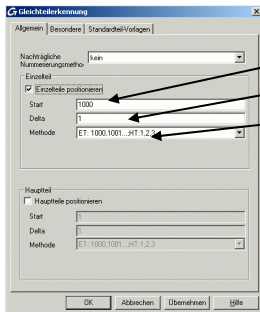 Gleichteilerkennung
Allgemein Besondere Standardteil-Vorlagen
Nachträgliche
Nummerierungsmethode
kein
Einzelteil
Einzelteile positionieren
Start 1000
Delta 1
Methode ET: 1000,1001...;HT:1,2,3
Hauptteil
Hauptteile positionieren
Start 1
Delta 1
Methode ET: 1000,1001...;HT:1,2,3
OK Abbrechen Übernehmen Hilfe